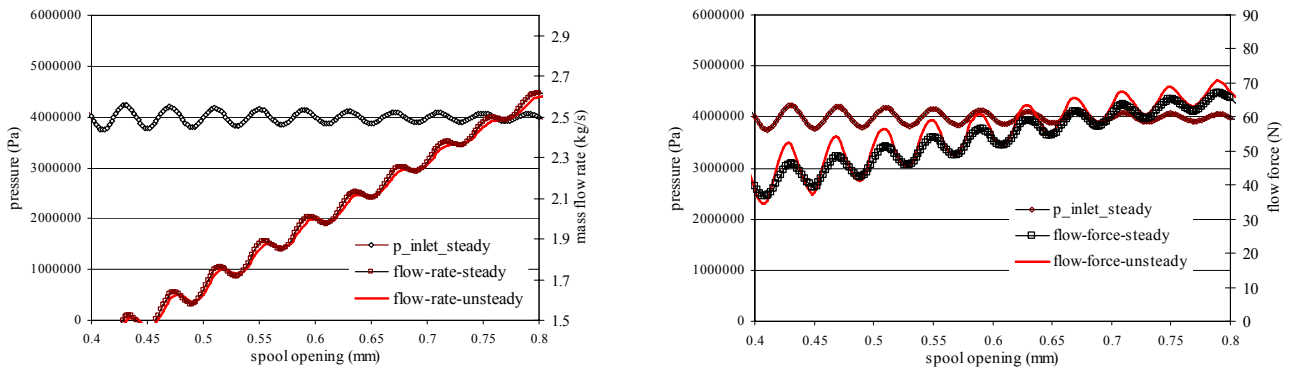 6000000
5000000
4000000
3000000
2000000
1000000
0
pressure (Pa)
2.9
2.7
2.5
2.3
2.1
1.9
1.7
1.5
mass flow rate (kg/s)
p_inlet_steady
flow-rate-steady
flow-rate-unsteady
0.4 0.45 0.5 0.55 0.6 0.65 0.7 0.75 0.8
spool opening (mm)
6000000
5000000
4000000
3000000
2000000
1000000
0
pressure (Pa)
90
80
70
60
50
40
30
20
10
0
flow force (N)
p_inlet_steady
flow-force-steady
flow-force-unsteady
0.4 0.45 0.5 0.55 0.6 0.65 0.7 0.75 0.8
spool opening (mm)